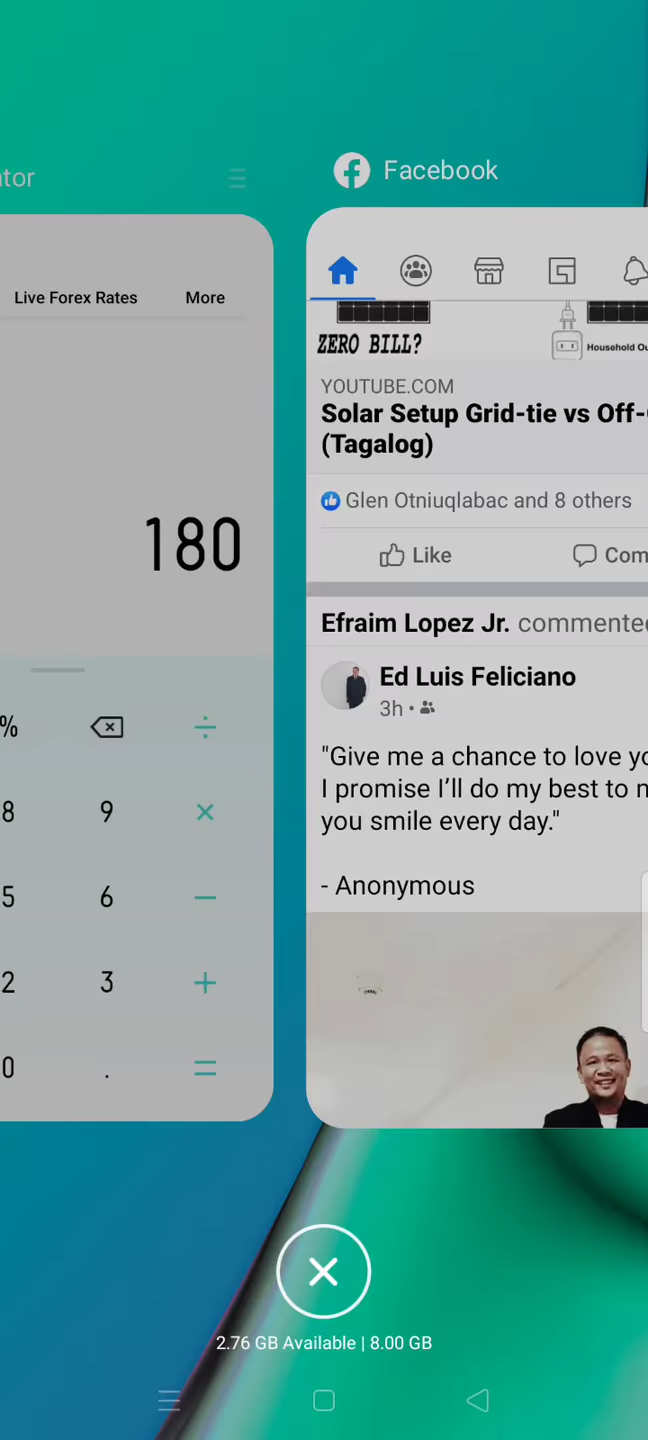 ator
Facebook
Live Forex Rates
More
ZERO BILL?
Household Ou
YOUTUBE.COM
Solar Setup Grid-tie vs Off-
(Tagalog)
180
Glen Otniuqlabac and 8 others
Like
Com
Efraim Lopez Jr. commented
Ed Luis Feliciano
3h •
%
÷
"Give me a chance to love yo
I promise I’ll do my best to m
you smile every day."
8 9 ×
- Anonymous
5 6 −
2 3 +
0 . =
2.76 GB Available | 8.00 GB